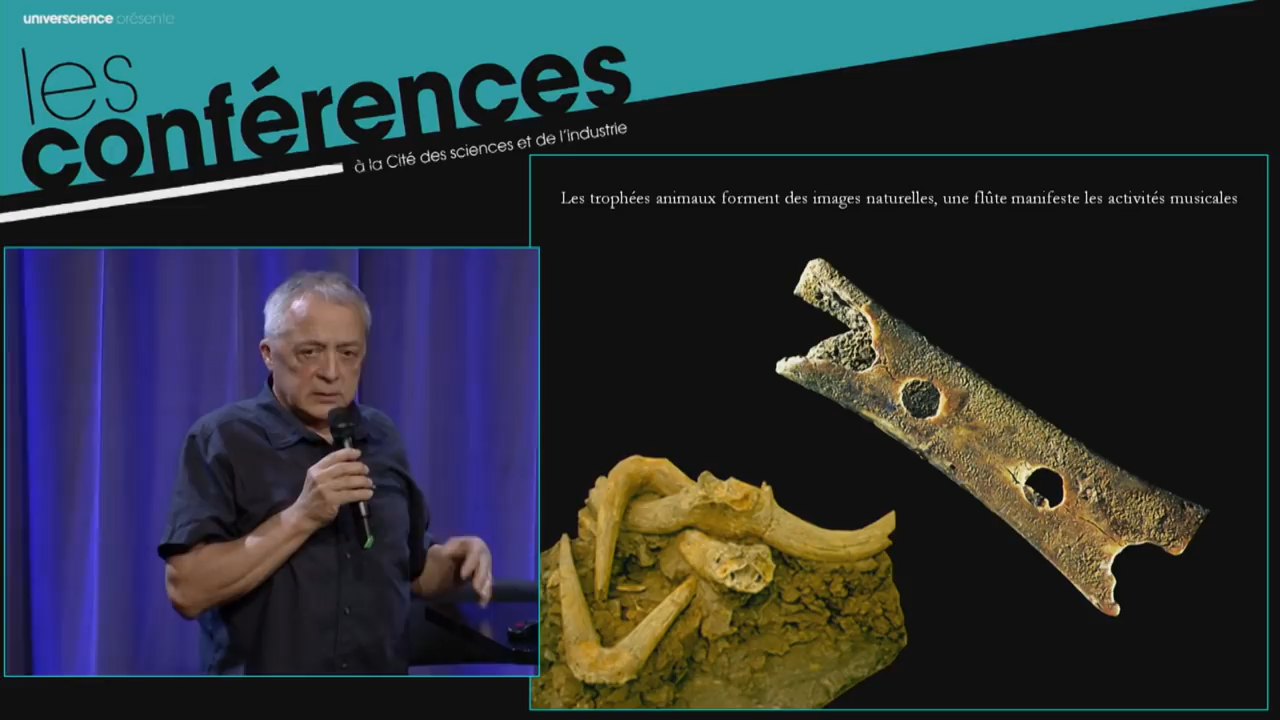 universcience présente
les
conférences
à la Cité des sciences et de l'industrie
Les trophées animaux forment des images naturelles, une flûte manifeste les activités musicales